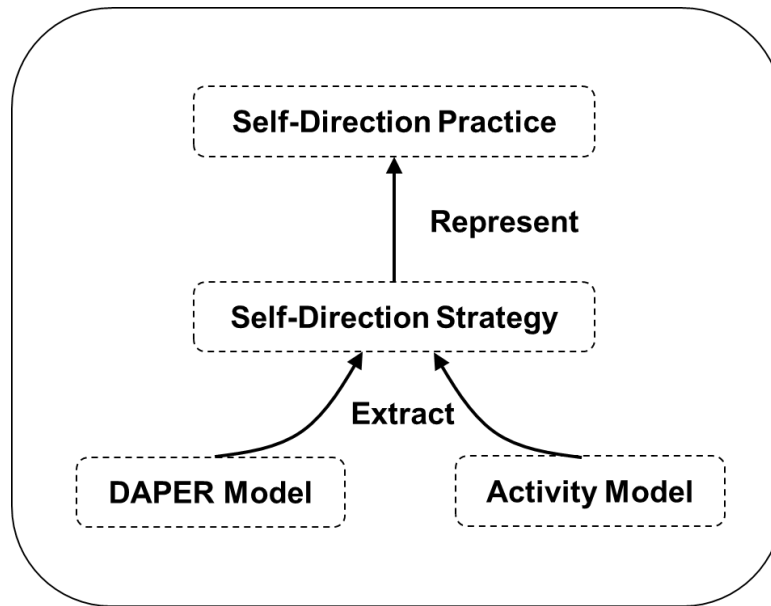 Self-Direction Practice
Represent
Self-Direction Strategy
Extract
DAPER Model
Activity Model